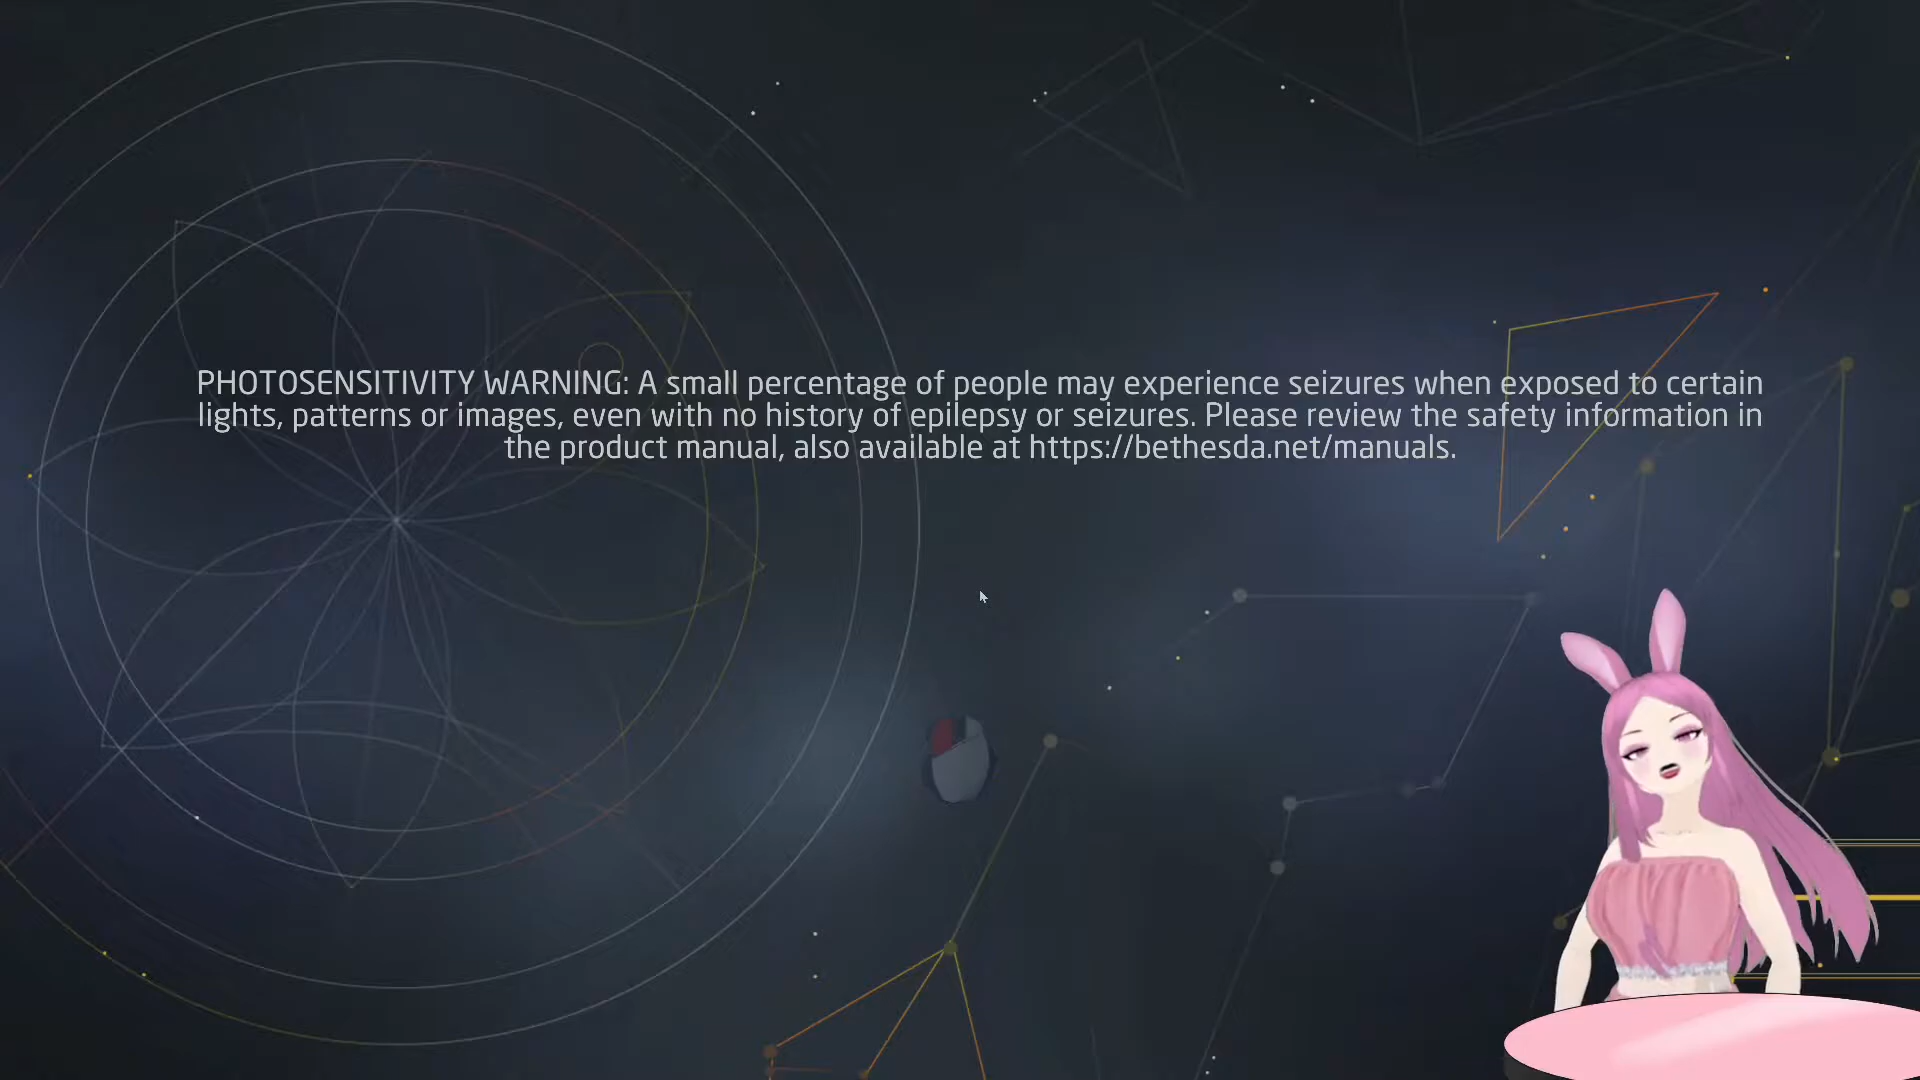 PHOTOSENSITIVITY WARNING: A small percentage of people may experience seizures when exposed to certain
lights, patterns or images, even with no history of epilepsy or seizures. Please review the safety information in
the product manual, also available at https://bethesda.net/manuals.